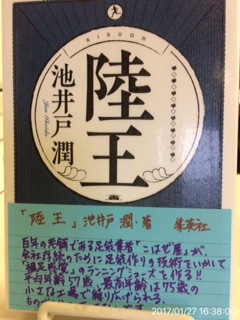 RIKUOH
陸王
池井戸
潤
Jun Ikeido
「陸王」池井戸 潤・著 集英社
百年の老舗である足袋業者"こはぜ屋"が、
会社存続のために足袋作りの技術をいかして
"裸足感覚"のランニングシューズを作る!!
平均年齢57歳、最高年齢は75歳の
小さな工場で繰り広げられる、
もの
2017/01/27 16:38:00